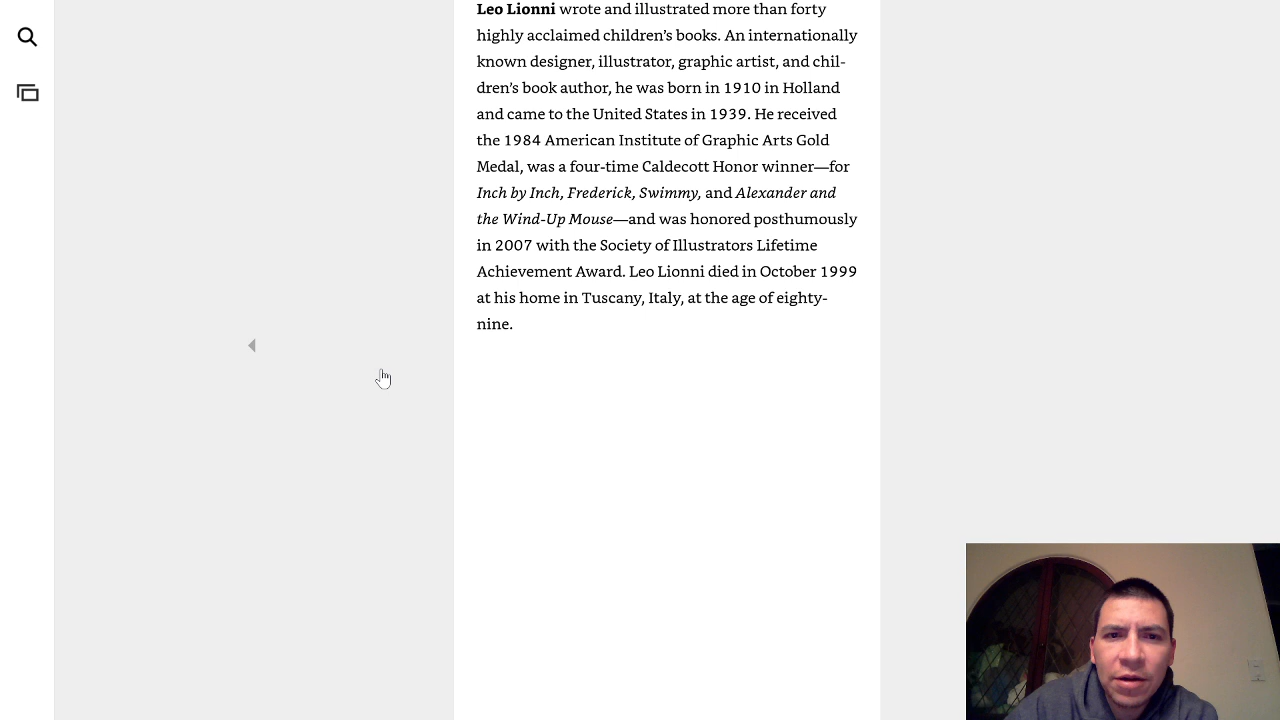 Leo Lionni wrote and illustrated more than forty
highly acclaimed children’s books. An internationally
known designer, illustrator, graphic artist, and chil-
dren’s book author, he was born in 1910 in Holland
and came to the United States in 1939. He received
the 1984 American Institute of Graphic Arts Gold
Medal, was a four-time Caldecott Honor winner—for
Inch by Inch, Frederick, Swimmy, and Alexander and
the Wind-Up Mouse—and was honored posthumously
in 2007 with the Society of Illustrators Lifetime
Achievement Award. Leo Lionni died in October 1999
at his home in Tuscany, Italy, at the age of eighty-
nine.